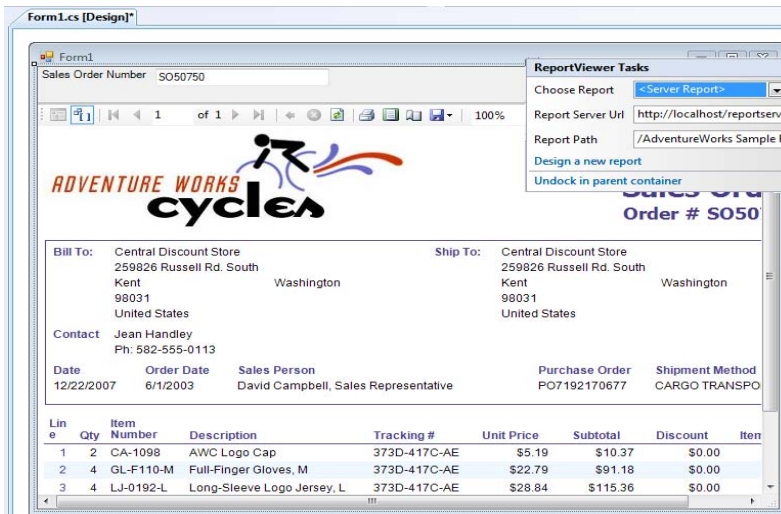 Form1.cs [Design]*
Form1
Sales Order Number SO50750
1 of 1 100%
ReportViewer Tasks
Choose Report <Server Report>
Report Server Url http://localhost/reportserv
Report Path /AdventureWorks Sample
Design a new report
Undock in parent container
ADVENTURE WORKS
cycles
Order # SO50
Bill To: Central Discount Store Ship To: Central Discount Store
259826 Russell Rd. South 259826 Russell Rd. South
Kent Washington Kent Washington
98031 98031
United States United States
Contact Jean Handley
Ph: 582-555-0113
Date Order Date Sales Person Purchase Order Shipment Method
12/22/2007 6/1/2003 David Campbell, Sales Representative PO7192170677 CARGO TRANSPO
Lin Item
e Qty Number Description Tracking # Unit Price Subtotal Discount Item
1 2 CA-1098 AWC Logo Cap 373D-417C-AE $5.19 $10.37 $0.00
2 4 GL-F110-M Full-Finger Gloves, M 373D-417C-AE $22.79 $91.18 $0.00
3 4 LJ-0192-L Long-Sleeve Logo Jersey, L 373D-417C-AE $28.84 $115.36 $0.00